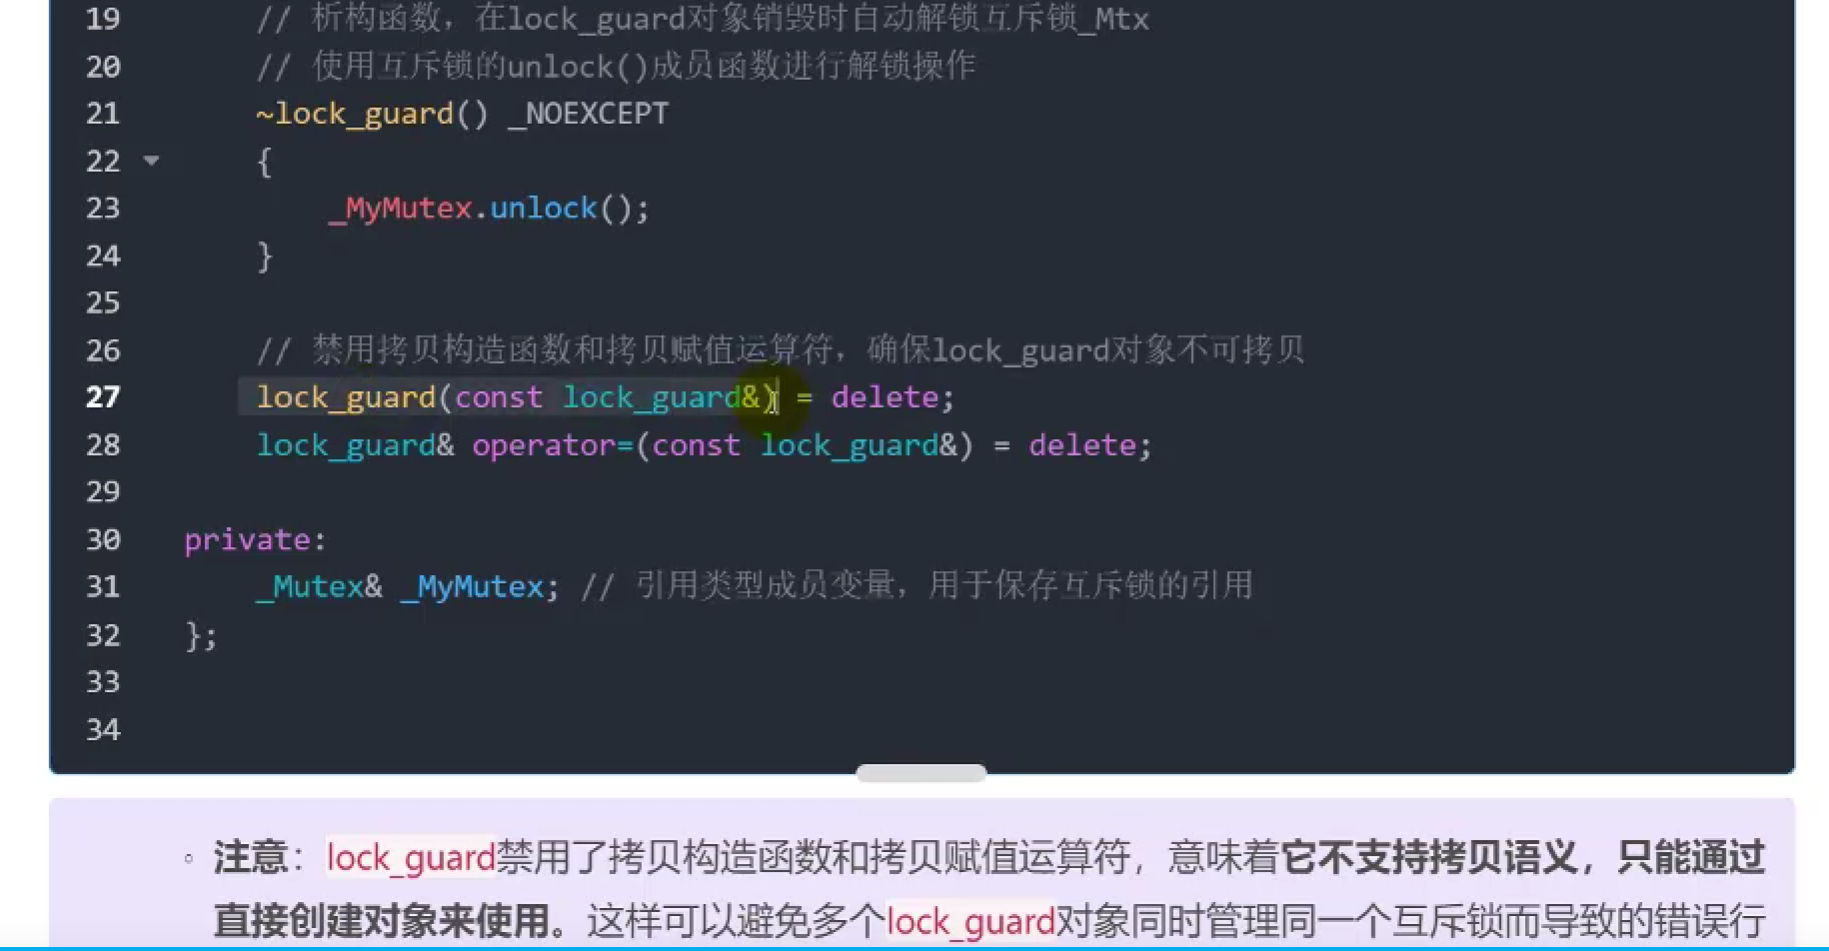 19 // 析构函数，在lock_guard对象销毁时自动解锁互斥锁_Mtx
20 // 使用互斥锁的unlock()成员函数进行解锁操作
21 ~lock_guard() _NOEXCEPT
22 {
23 _MyMutex.unlock();
24 }
25
26 // 禁用拷贝构造函数和拷贝赋值运算符，确保lock_guard对象不可拷贝
27 lock_guard(const lock_guard&) = delete;
28 lock_guard& operator=(const lock_guard&) = delete;
29
30 private:
31 _Mutex& _MyMutex; // 引用类型成员变量，用于保存互斥锁的引用
32 };
33
34
注意：lock_guard禁用了拷贝构造函数和拷贝赋值运算符，意味着它不支持拷贝语义，只能通过
直接创建对象来使用。这样可以避免多个lock_guard对象同时管理同一个互斥锁而导致的错误行